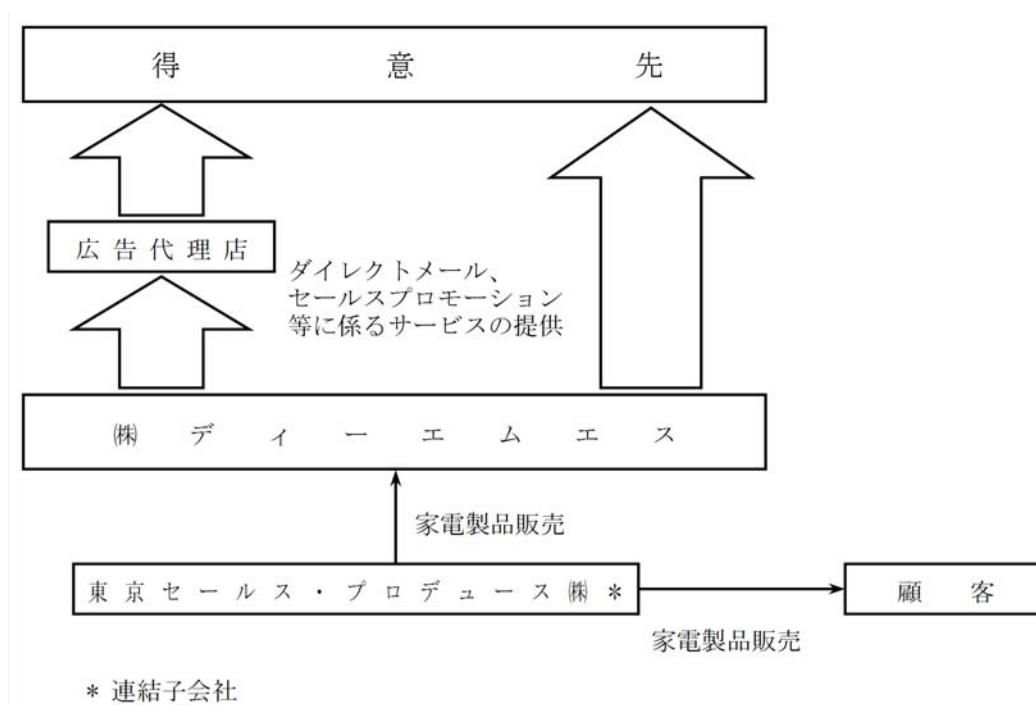 得意先
広告代理店
ダイレクトメール、
セールスプロモーション
等に係るサービスの提供
㈱ディーエムエス
家電製品販売
東京セールス・プロデュース㈱＊
顧客
家電製品販売
＊ 連結子会社